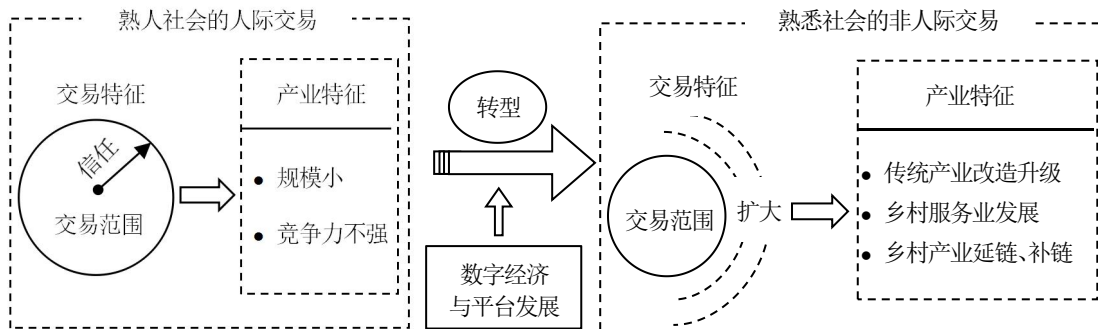 熟人社会的人际交易
交易特征
信任
交易范围
产业特征
● 规模小
● 竞争力不强
转型
数字经济
与平台发展
熟悉社会的非人际交易
交易特征
交易范围
扩大
产业特征
● 传统产业改造升级
● 乡村服务业发展
● 乡村产业延链、补链